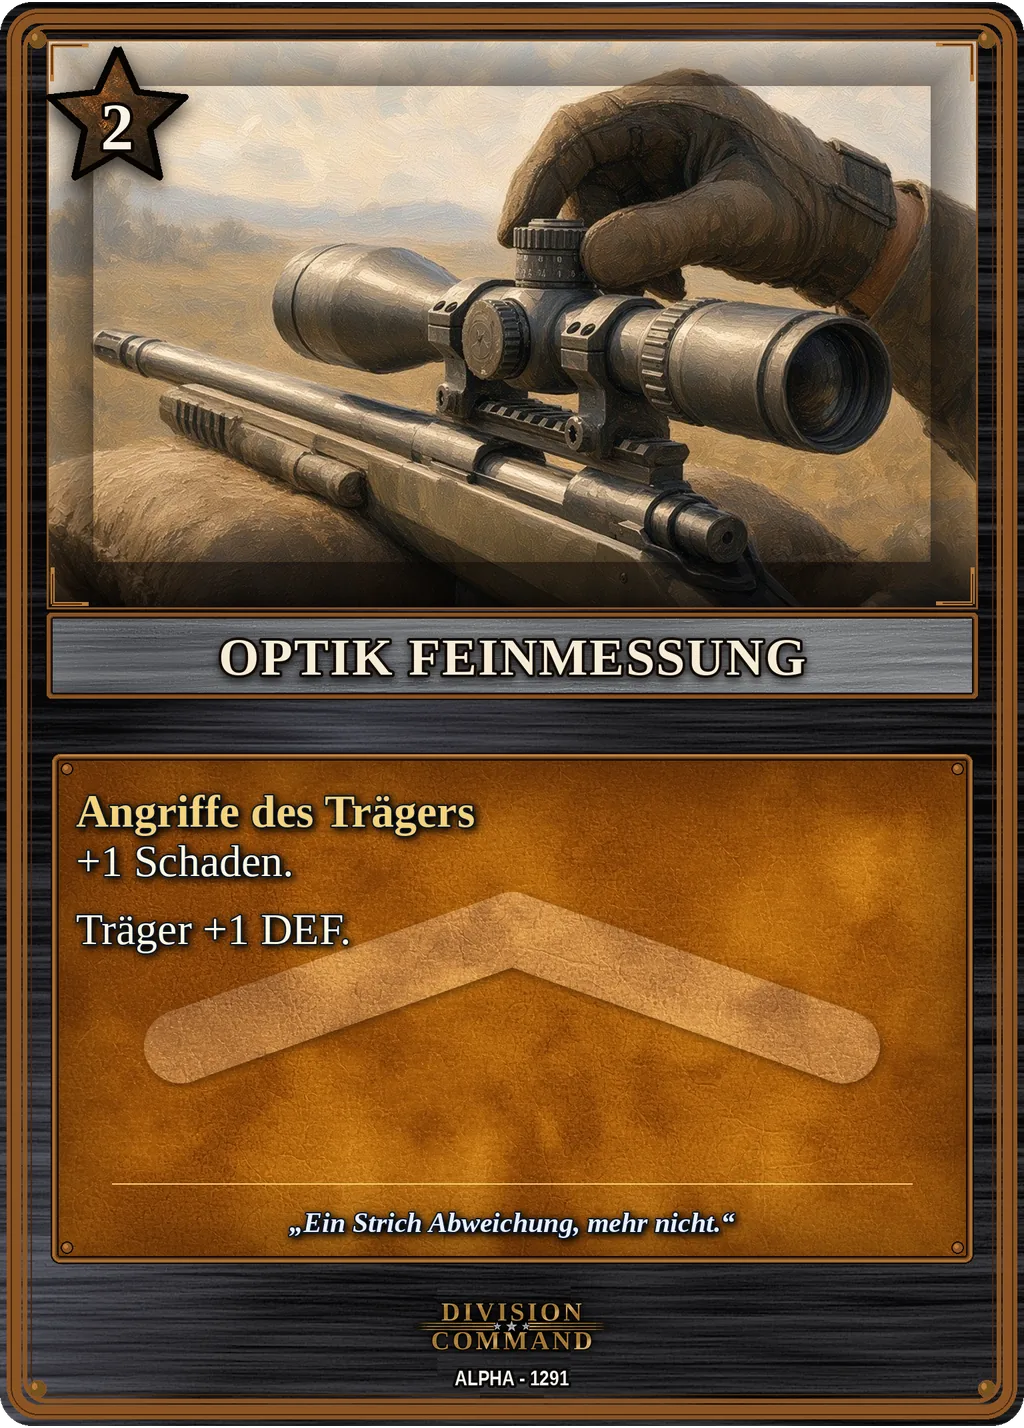 2
OPTIK FEINMESSUNG
Angriffe des Trägers
+1 Schaden.
Träger +1 DEF.
„Ein Strich Abweichung, mehr nicht.“
DIVISION
COMMAND
ALPHA - 1291